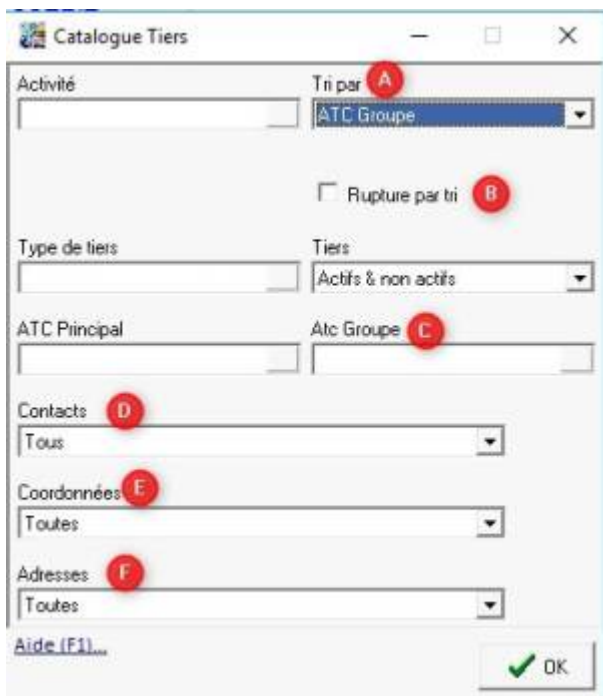 Catalogue Tiers
Activité
Tri par A
ATC Groupe
Rupture par tri B
Type de tiers
Tiers
Actifs & non actifs
ATC Principal
Atc Groupe C
Contacts D
Tous
Coordonnées E
Toutes
Adresses F
Toutes
Aide (F1)...
OK